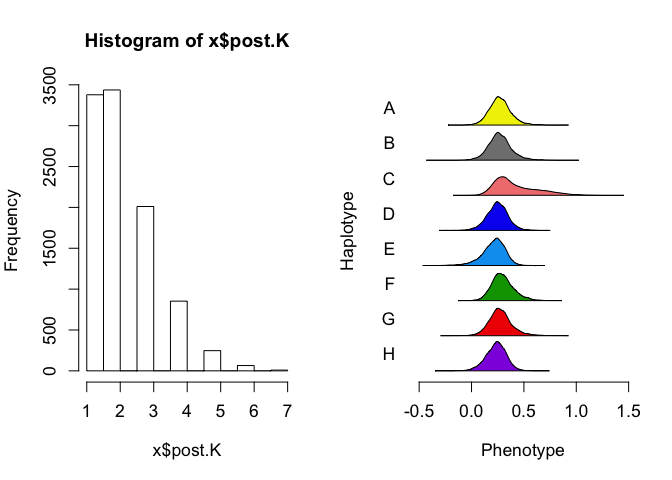 Histogram of x$post.K
Frequency
3500
2500
1500
500
0
1 2 3 4 5 6 7
x$post.K
Haplotype
A
B
C
D
E
F
G
H
-0.5 0.0 0.5 1.0 1.5
Phenotype